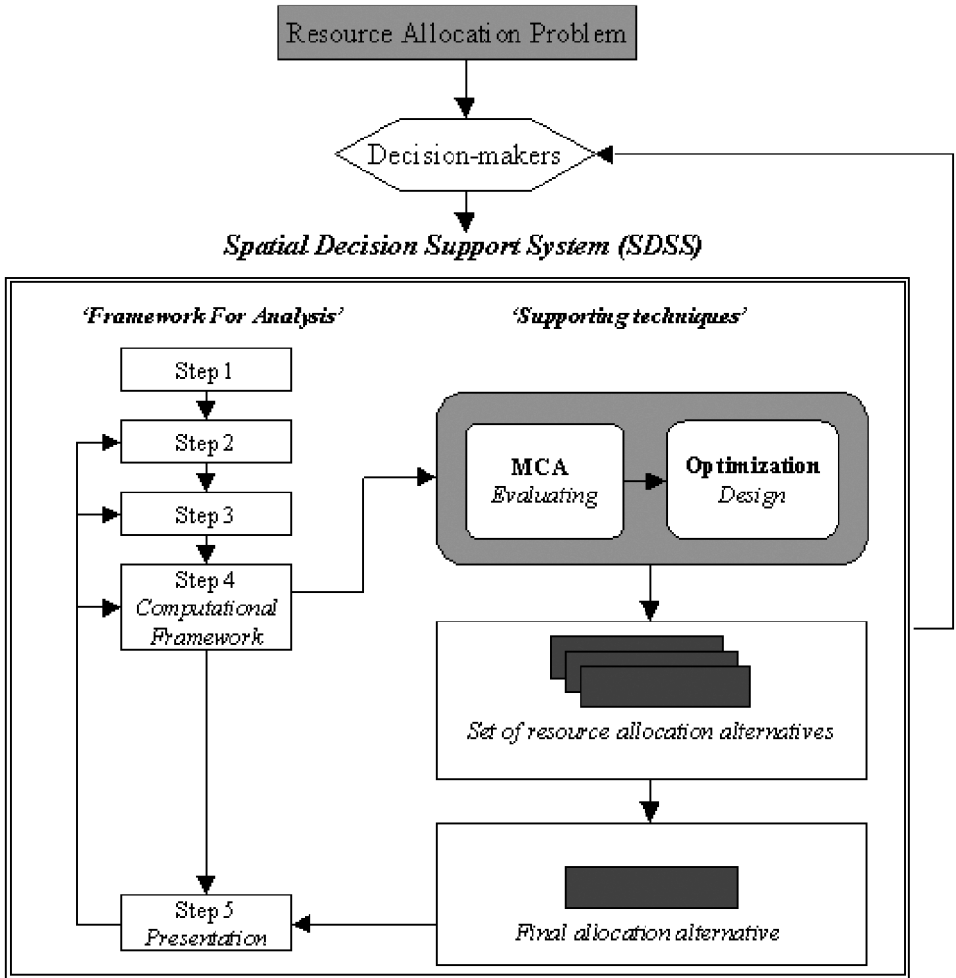 Resource Allocation Problem
Decision-makers
Spatial Decision Support System (SDSS)
‘Framework For Analysis’
‘Supporting techniques’
Step 1
Step 2
Step 3
Step 4
Computational
Framework
MCA
Evaluating
Optimization
Design
Set of resource allocation alternatives
Step 5
Presentation
Final allocation alternative